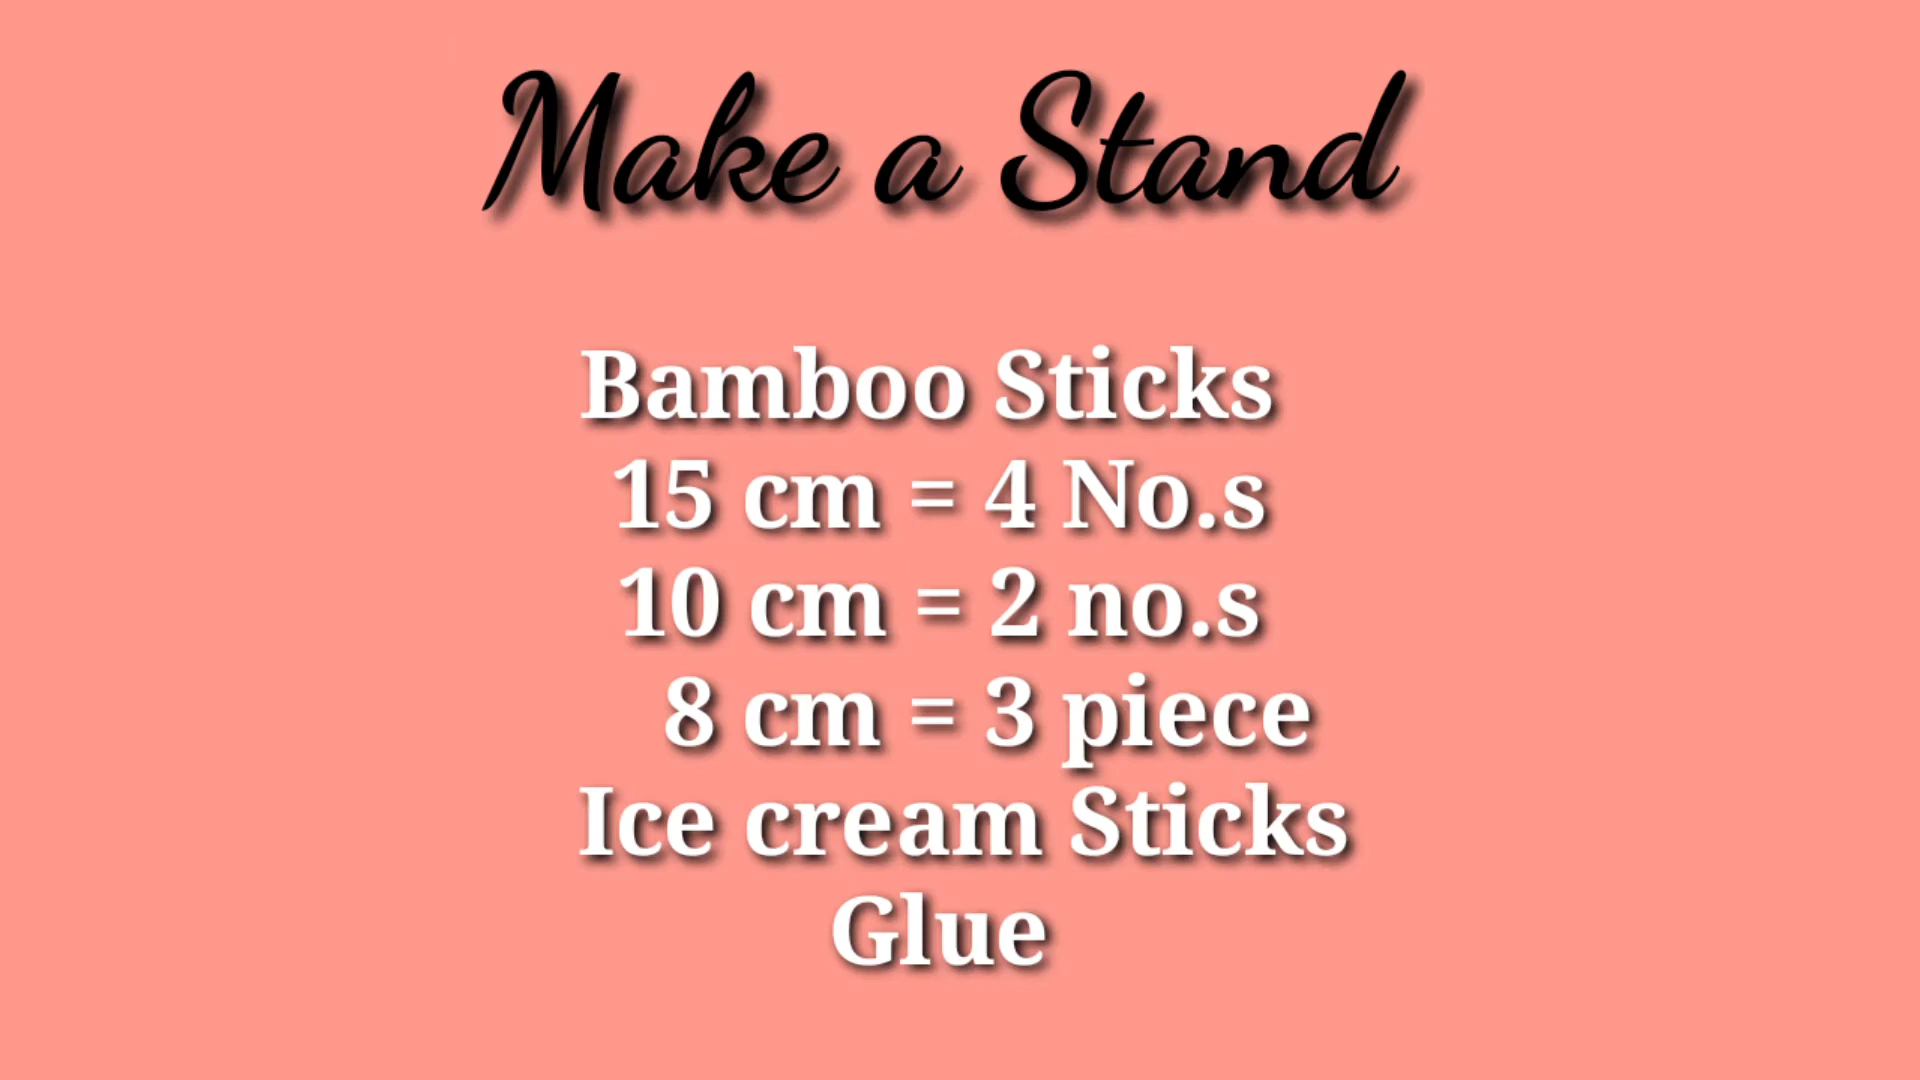 Make a Stand
Bamboo Sticks
15 cm = 4 No.s
10 cm = 2 no.s
8 cm = 3 piece
Ice cream Sticks
Glue